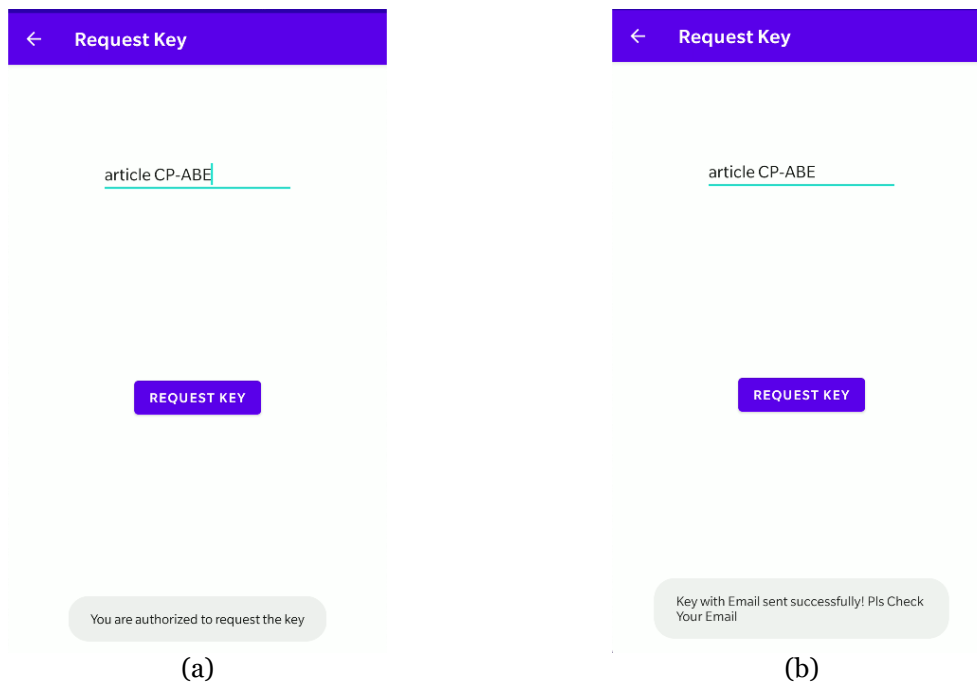 Request Key
article CP-ABE
REQUEST KEY
You are authorized to request the key
(a)
Request Key
article CP-ABE
REQUEST KEY
Key with Email sent successfully! Pls Check
Your Email
(b)